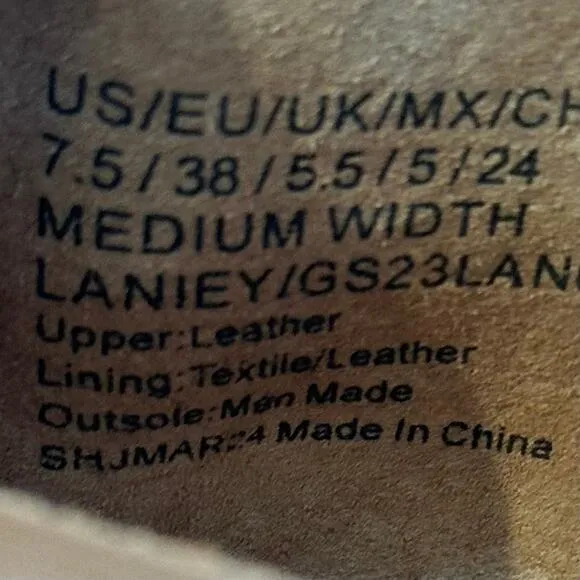 US/EU/UK/MX/CH
7.5/38/5.5/5/24
MEDIUM WIDTH
LANIEY/GS23LAN
Upper:Leather
Lining:Textile/Leather
Outsole:Man Made
SHJMAR24 Made In China